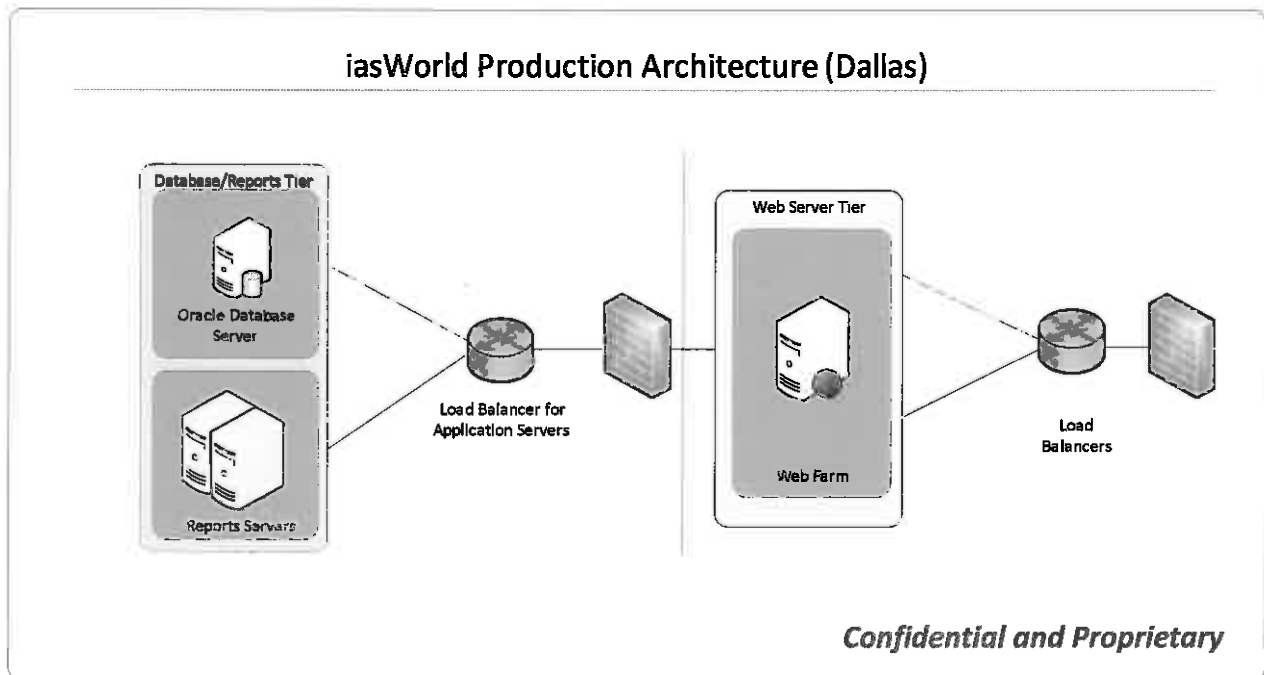 iasWorld Production Architecture (Dallas)
Database/Reports Tier
Oracle Database
Server
Reports Servers
Load Balancer for
Application Servers
Web Server Tier
Web Farm
Load
Balancers
Confidential and Proprietary